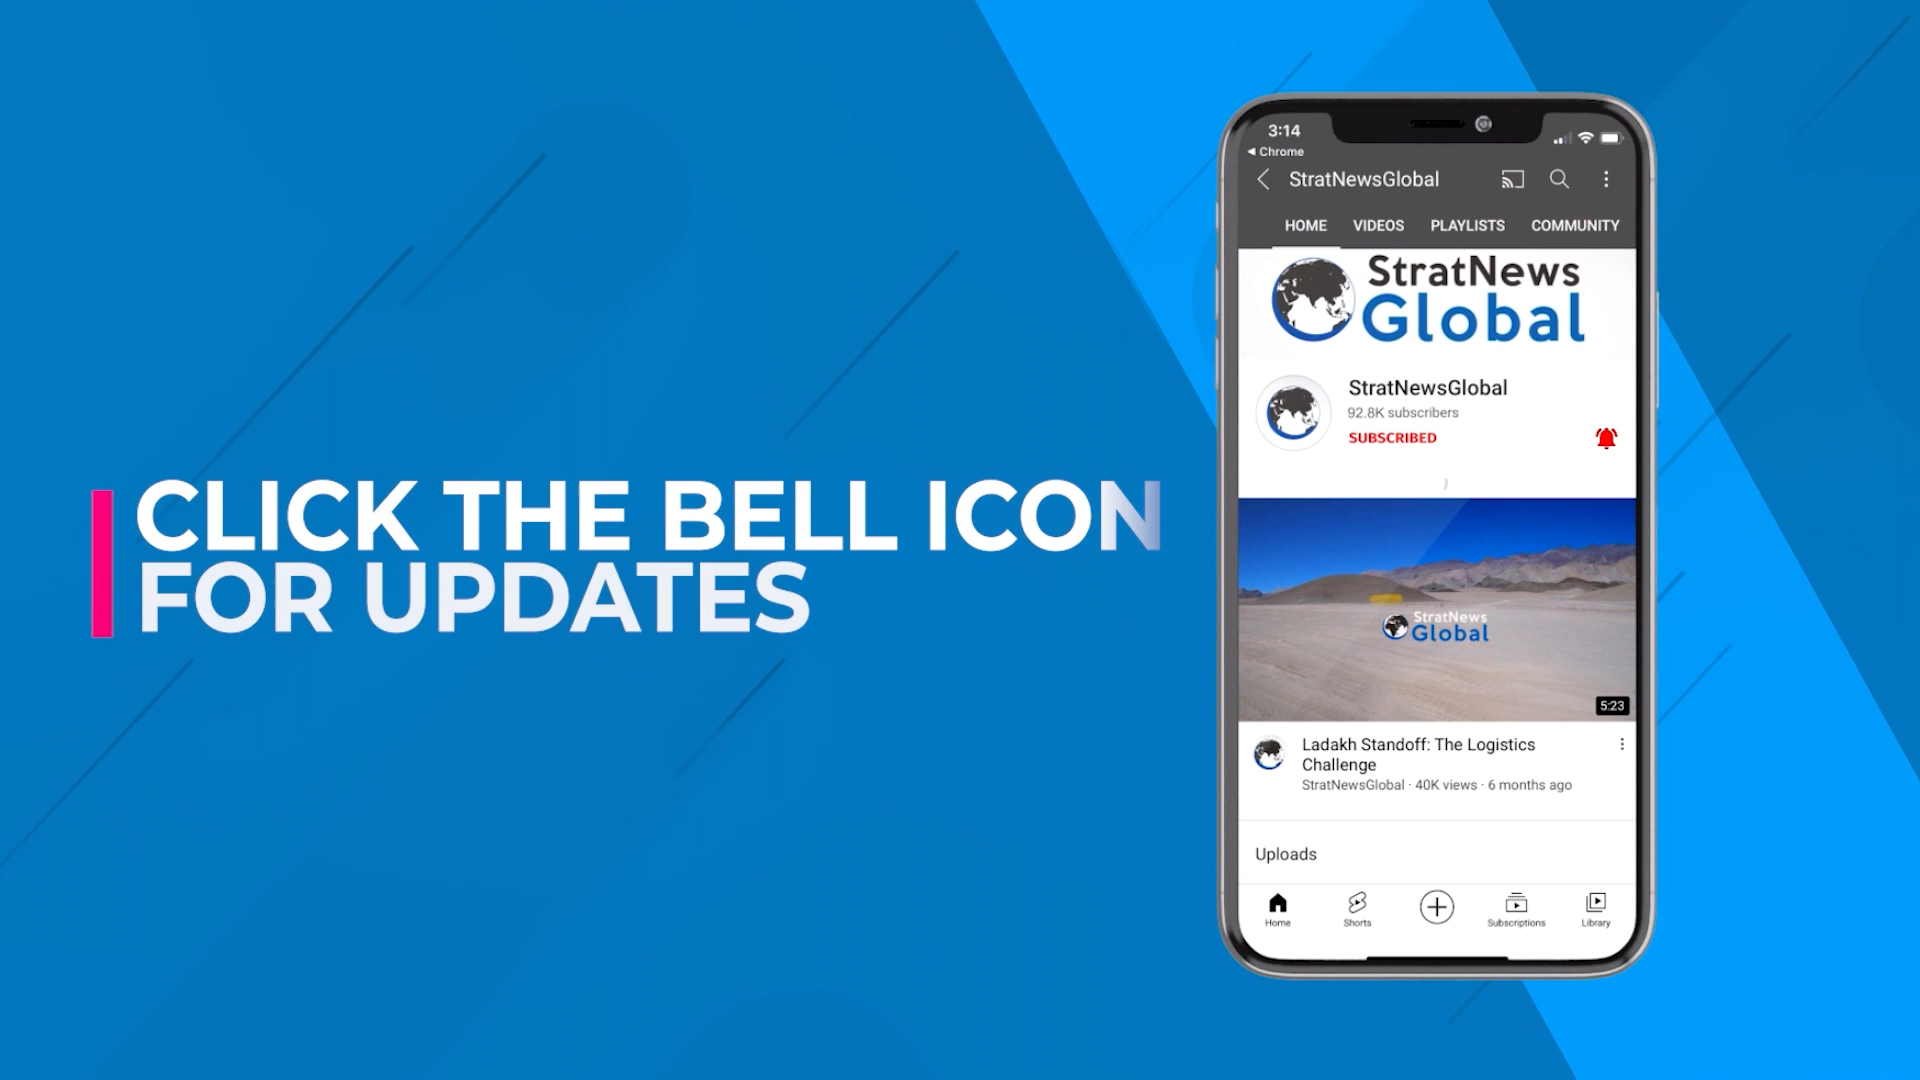 CLICK THE BELL ICON
FOR UPDATES
3:14
Chrome
StratNewsGlobal
HOME VIDEOS PLAYLISTS COMMUNITY
StratNews
Global
StratNewsGlobal
92.8K subscribers
SUBSCRIBED
StratNews
Global
5:23
Ladakh Standoff: The Logistics
Challenge
StratNewsGlobal · 40K views · 6 months ago
Uploads
Home Shorts Subscriptions Library